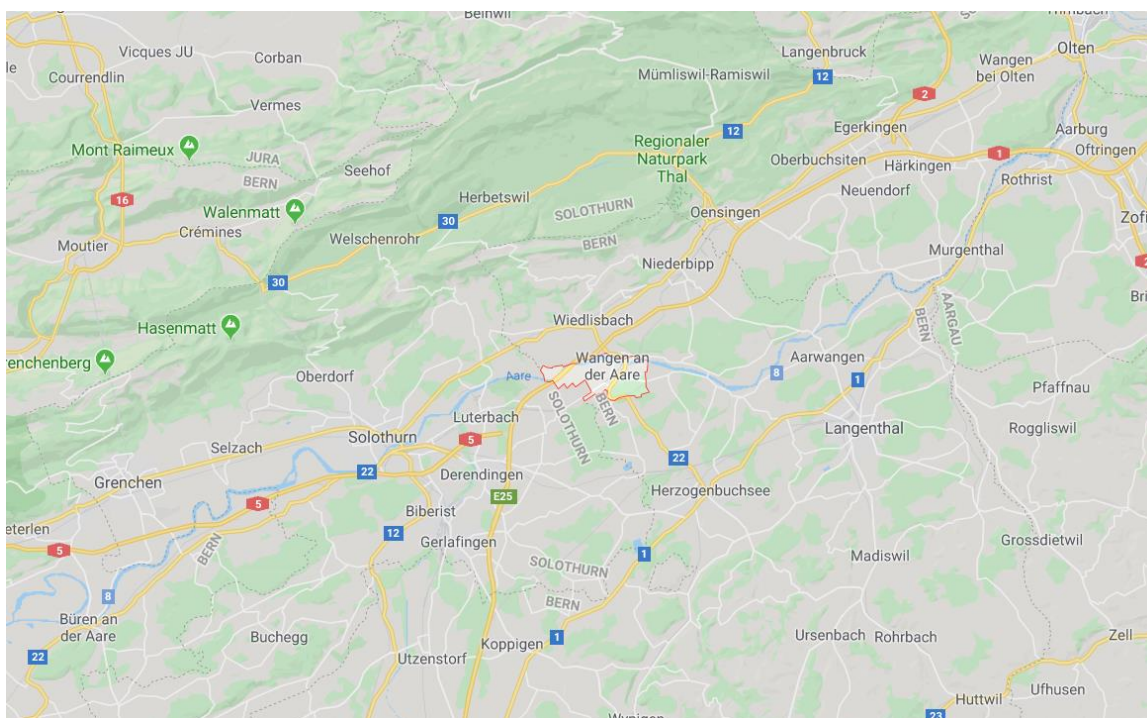 Beinwil
Thimbach
Vicques JU
Corban
Langenbruck
Olten
Courrendlin
Mümliswil-Ramiswil
12
Wangen
bei Olten
2
Vermes
12
Egerkingen
Aarburg
Mont Raimeux
JURA
BERN
Regionaler
Naturpark
Thal
Oberbuchsiten
Härkingen
1
Oftringen
Seehof
Rothrist
16
Herbetswil
Neuendorf
Walenmatt
SOLOTHURN
Oensingen
Zofi
Crémines
30
Welschenrohr
BERN
Moutier
Niederbipp
Murgenthal
2
30
Bri
Hasenmatt
Wiedlisbach
AARGAU
BERN
renchenberg
Wangen an
der Aare
Aarwangen
Oberdorf
Aare
8
1
Pfaffnau
Luterbach
SOLOTHURN
BERN
Langenthal
Roggliswil
Solothurn
5
Selzach
22
22
Grenchen
Derendingen
Herzogenbuchsee
5
E25
Biberist
eterlen
12
Gerlafingen
Grossdietwil
5
BERN
1
Madiswil
SOLOTHURN
8
BERN
Büren an
der Aare
Buchegg
1
Koppigen
Ursenbach
Rohrbach
Zell
22
Utzenstorf
Ufhusen
Huttwil
23
Wynigen